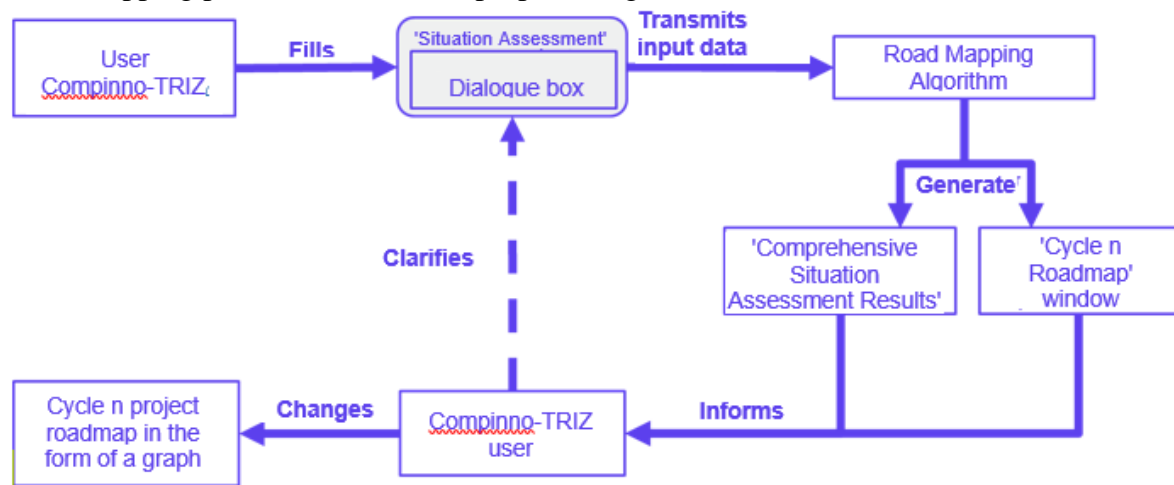 User
Compinno-TRIZ
Fills
'Situation Assessment'
Dialogue box
Transmits
input data
Road Mapping
Algorithm
Generate
'Comprehensive
Situation
Assessment Results'
'Cycle n
Roadmap'
window
Clarifies
Cycle n project
roadmap in the
form of a graph
Changes
Compinno-TRIZ
user
Informs